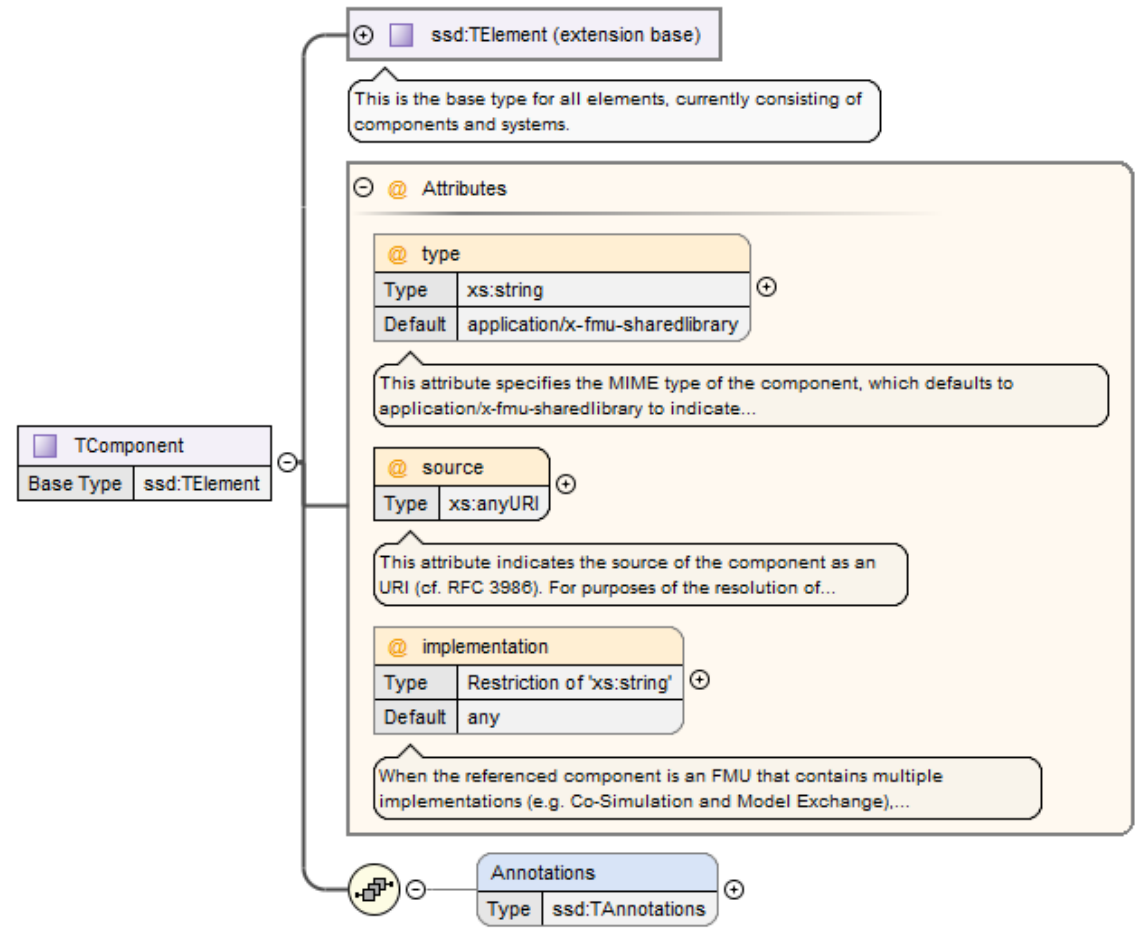 ssd:TElement (extension base)
This is the base type for all elements, currently consisting of
components and systems.
@ Attributes
@ type
Type xs:string
Default application/x-fmu-sharedlibrary
This attribute specifies the MIME type of the component, which defaults to
application/x-fmu-sharedlibrary to indicate...
TComponent
Base Type ssd:TElement
@ source
Type xs:anyURI
This attribute indicates the source of the component as an
URI (cf. RFC 3986). For purposes of the resolution of...
@ implementation
Type Restriction of 'xs:string'
Default any
When the referenced component is an FMU that contains multiple
implementations (e.g. Co-Simulation and Model Exchange),...
Annotations
Type ssd:TAnnotations